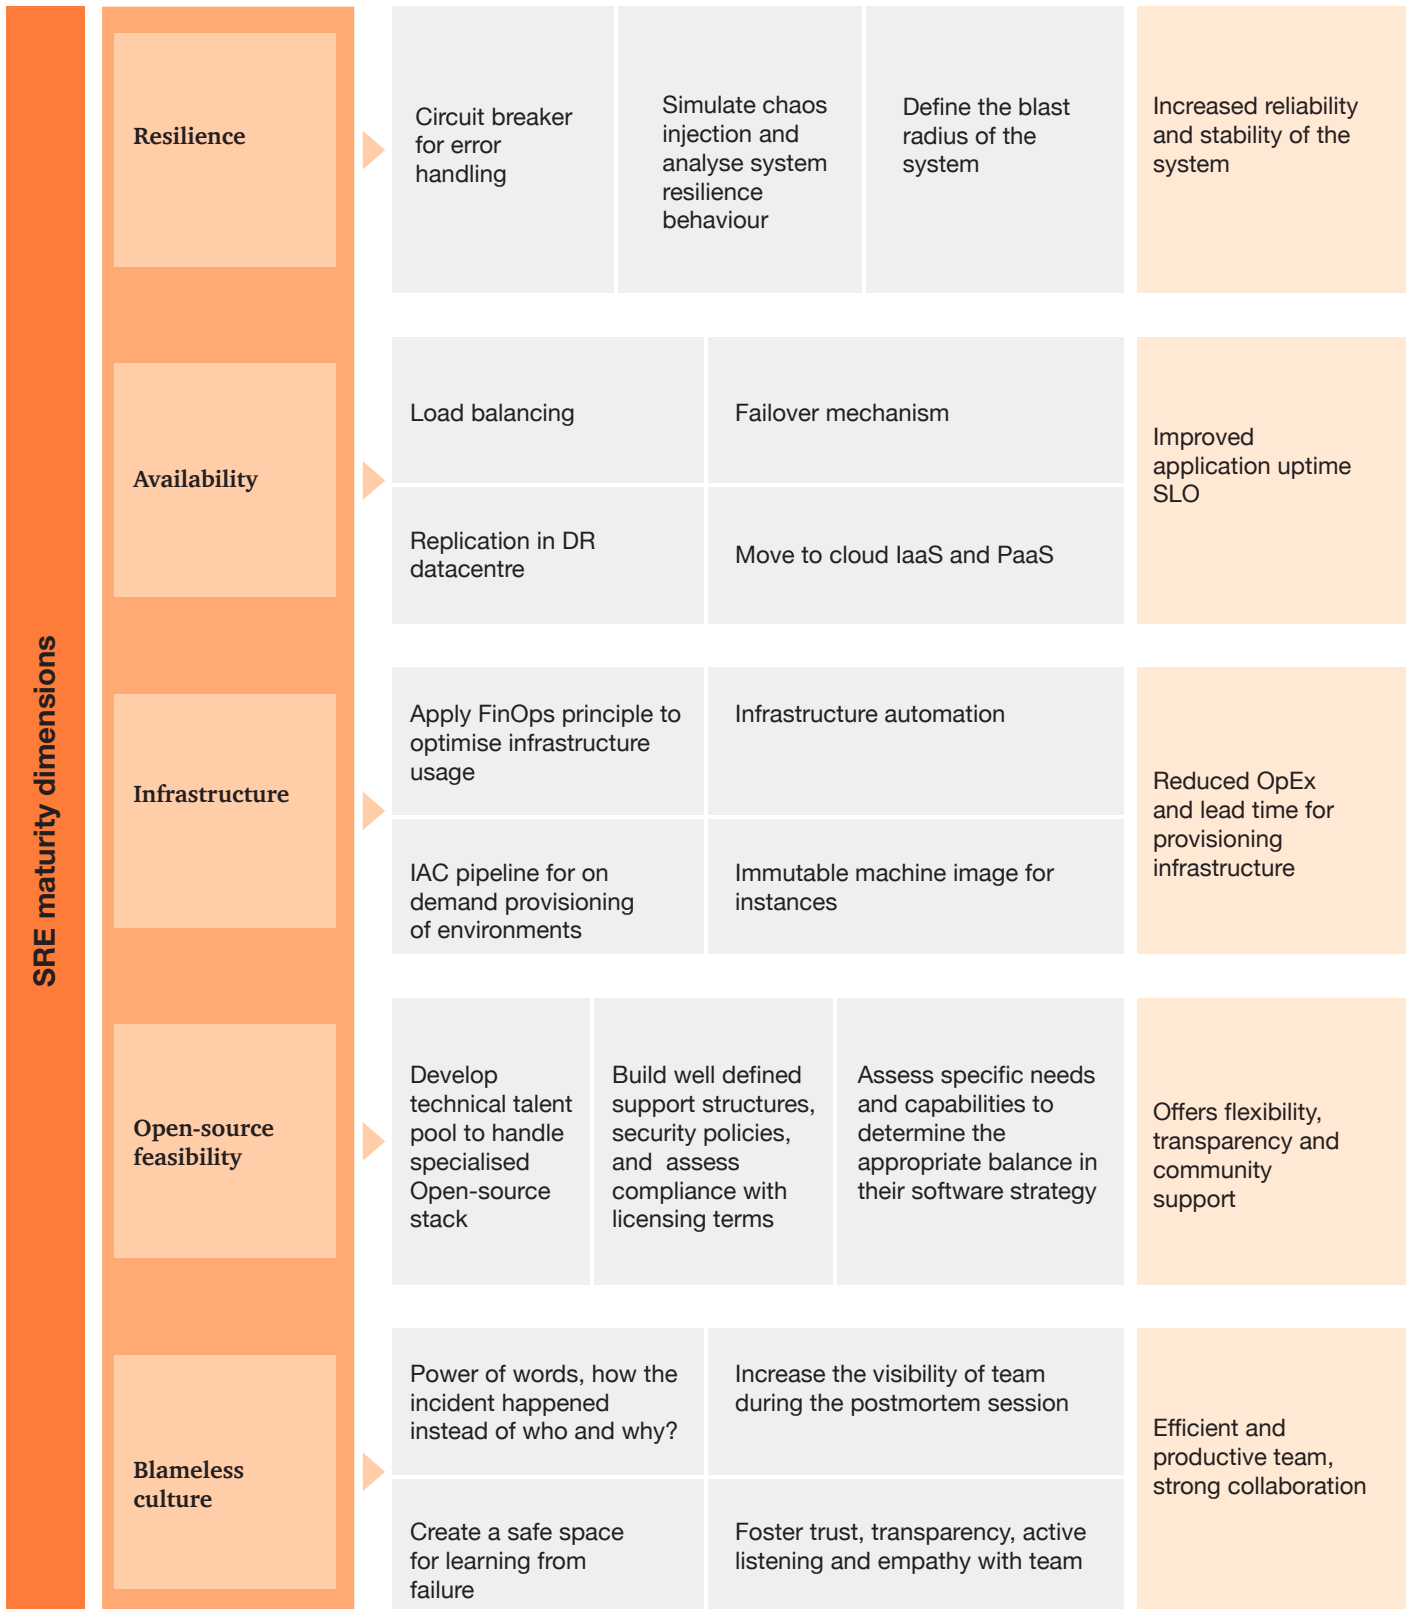 SRE maturity dimensions
Resilience
Circuit breaker
for error
handling
Simulate chaos
injection and
analyse system
resilience
behaviour
Define the blast
radius of the
system
Increased reliability
and stability of the
system
Availability
Load balancing
Failover mechanism
Replication in DR
datacentre
Move to cloud IaaS and PaaS
Improved
application uptime
SLO
Infrastructure
Apply FinOps principle to
optimise infrastructure
usage
Infrastructure automation
IAC pipeline for on
demand provisioning
of environments
Immutable machine image for
instances
Reduced OpEx
and lead time for
provisioning
infrastructure
Open-source
feasibility
Develop
technical talent
pool to handle
specialised
Open-source
stack
Build well defined
support structures,
security policies,
and  assess
compliance with
licensing terms
Assess specific needs
and capabilities to
determine the
appropriate balance in
their software strategy
Offers flexibility,
transparency and
community
support
Blameless
culture
Power of words, how the
incident happened
instead of who and why?
Increase the visibility of team
during the postmortem session
Create a safe space
for learning from
failure
Foster trust, transparency, active
listening and empathy with team
Efficient and
productive team,
strong collaboration